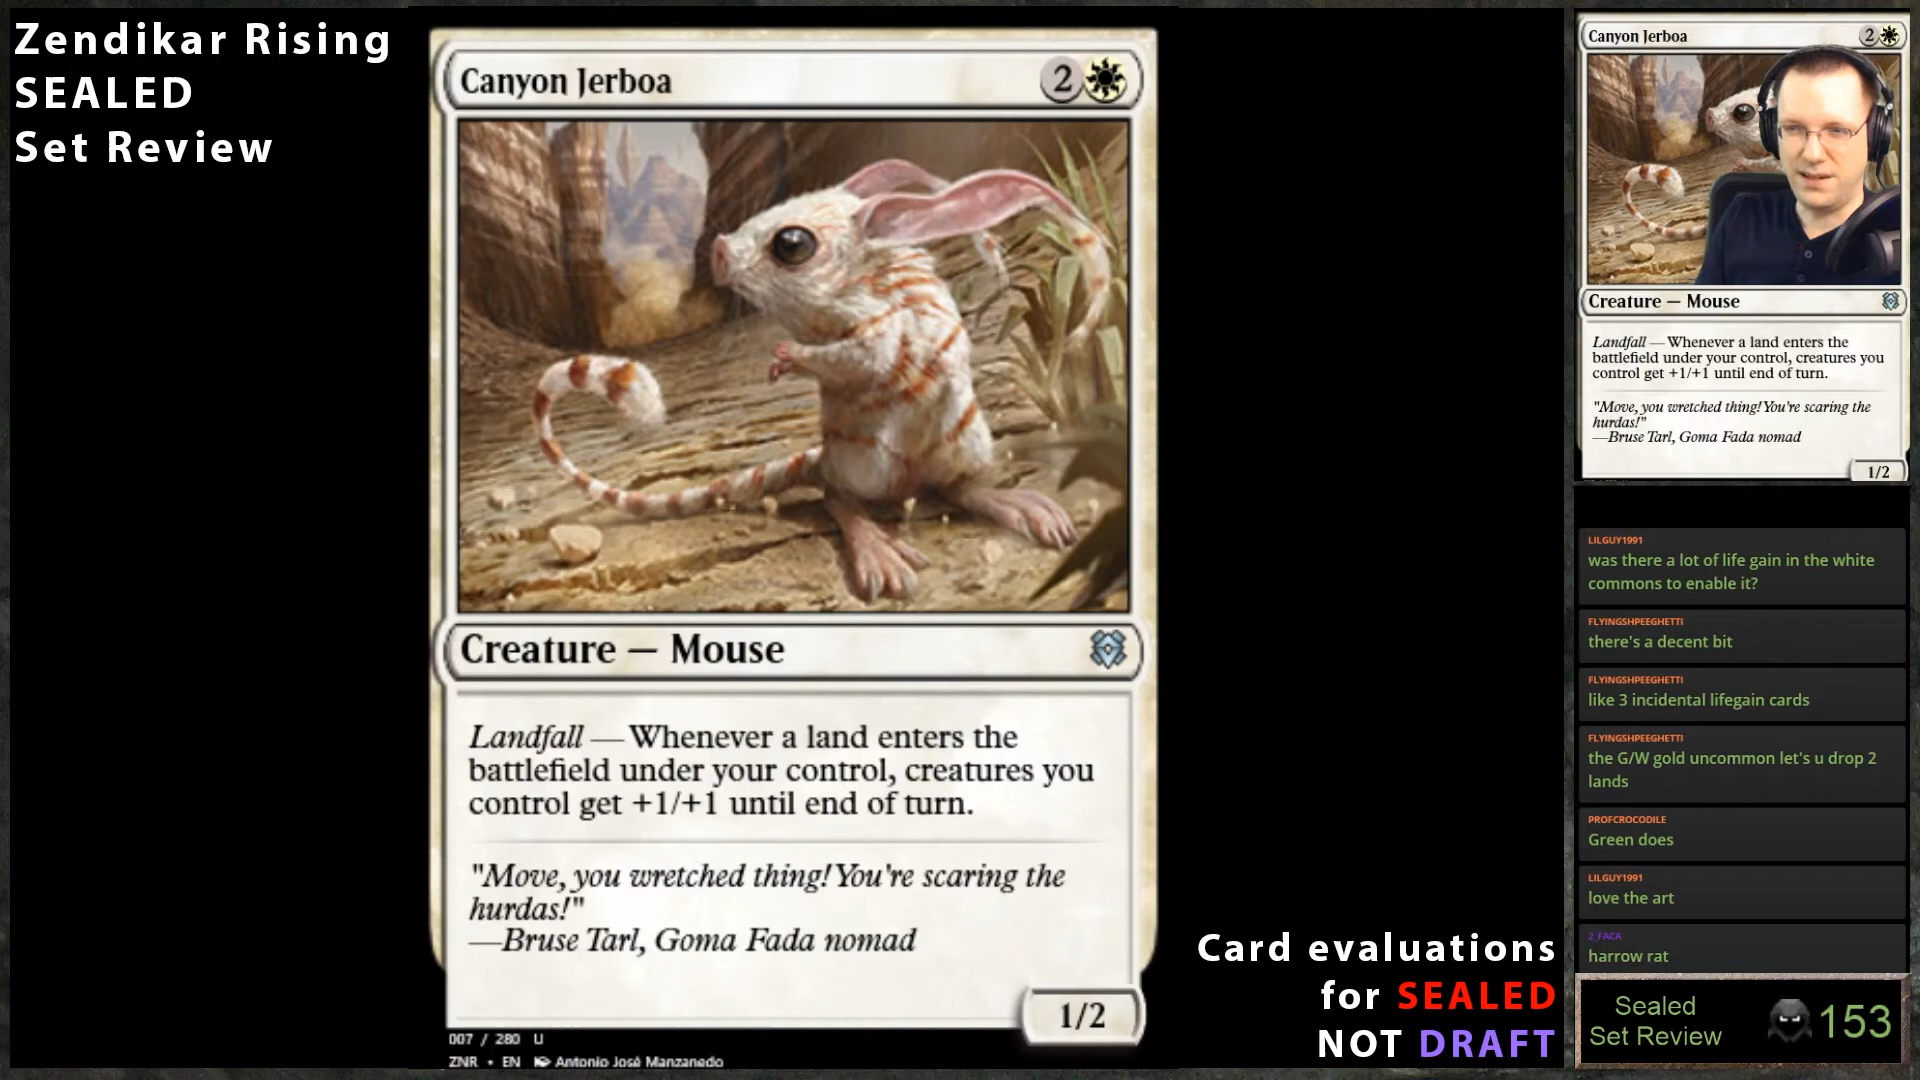 Zendikar Rising
SEALED
Set Review
Canyon Jerboa
2
Creature — Mouse
Landfall — Whenever a land enters the
battlefield under your control, creatures you
control get +1/+1 until end of turn.
"Move, you wretched thing! You're scaring the
hurdas!"
—Bruse Tarl, Goma Fada nomad
1/2
007 / 280 U
ZNR • EN Antonio José Manzanedo
Card evaluations
for SEALED
NOT DRAFT
Canyon Jerboa
2
Creature — Mouse
Landfall — Whenever a land enters the
battlefield under your control, creatures you
control get +1/+1 until end of turn.
"Move, you wretched thing! You're scaring the
hurdas!"
—Bruse Tarl, Goma Fada nomad
1/2
LILGUY1991
was there a lot of life gain in the white
commons to enable it?
FLYINGSHPEEGHETTI
there's a decent bit
FLYINGSHPEEGHETTI
like 3 incidental lifegain cards
FLYINGSHPEEGHETTI
the G/W gold uncommon let's u drop 2
lands
PROFCROCODILE
Green does
LILGUY1991
love the art
2_FACA
harrow rat
Sealed
Set Review
153